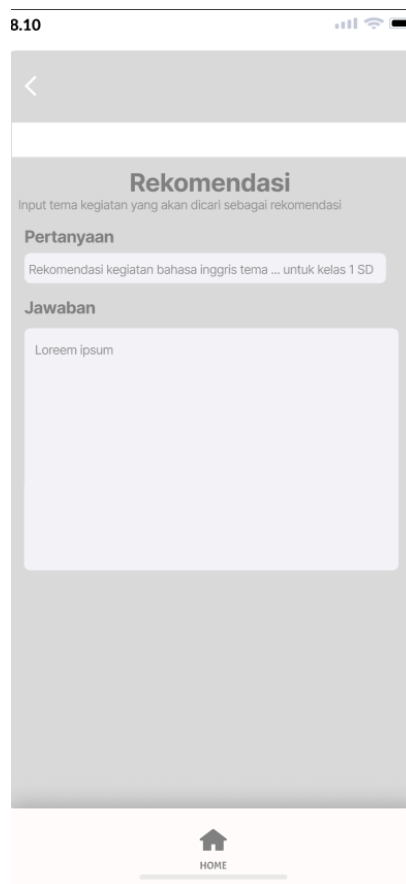 8.10
Rekomendasi
Input tema kegiatan yang akan dicari sebagai rekomendasi
Pertanyaan
Rekomendasi kegiatan bahasa inggris tema ... untuk kelas 1 SD
Jawaban
Loreem ipsum
HOME